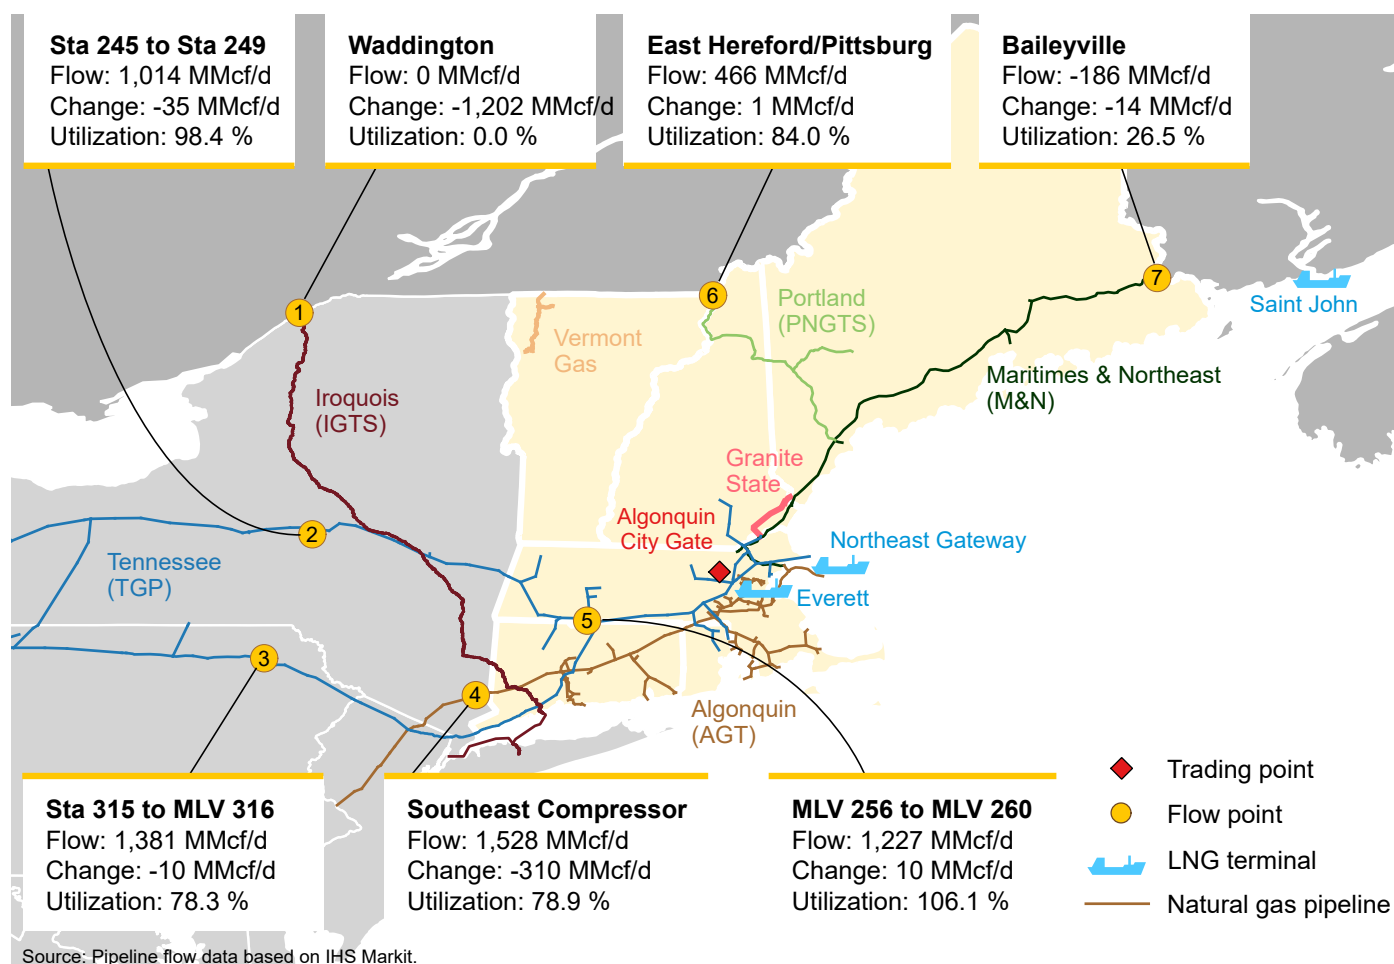 Sta 245 to Sta 249
Flow: 1,014 MMcf/d
Change: -35 MMcf/d
Utilization: 98.4 %
Waddington
Flow: 0 MMcf/d
Change: -1,202 MMcf/d
Utilization: 0.0 %
East Hereford/Pittsburg
Flow: 466 MMcf/d
Change: 1 MMcf/d
Utilization: 84.0 %
Baileyville
Flow: -186 MMcf/d
Change: -14 MMcf/d
Utilization: 26.5 %
7
Saint John
6
1
Portland
(PNGTS)
Vermont
Gas
Maritimes & Northeast
(M&N)
Iroquois
(IGTS)
Granite
State
Algonquin
City Gate
2
Northeast Gateway
Tennessee
(TGP)
Everett
5
3
4
Algonquin
(AGT)
Sta 315 to MLV 316
Flow: 1,381 MMcf/d
Change: -10 MMcf/d
Utilization: 78.3 %
Southeast Compressor
Flow: 1,528 MMcf/d
Change: -310 MMcf/d
Utilization: 78.9 %
MLV 256 to MLV 260
Flow: 1,227 MMcf/d
Change: 10 MMcf/d
Utilization: 106.1 %
Trading point
Flow point
LNG terminal
Natural gas pipeline
Source: Pipeline flow data based on IHS Markit.